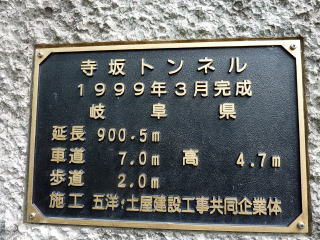 寺坂トンネル
1999年3月完成
岐阜県
延長 900.5m
車道 7.0m 高 4.7m
歩道 2.0m
施工 五洋・土屋建設工事共同企業体